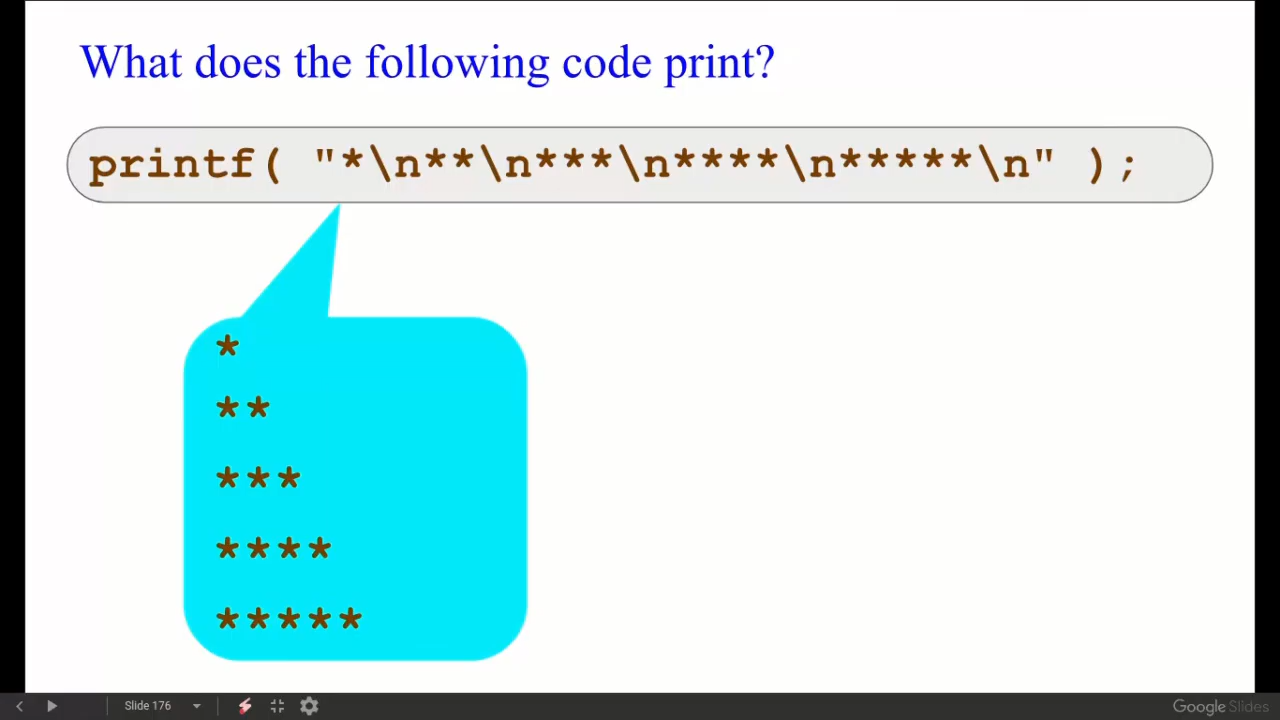 What does the following code print?
printf( "*\n**\n***\n****\n*****\n" );
*
**
***
****
*****
Slide 176
Google Slides